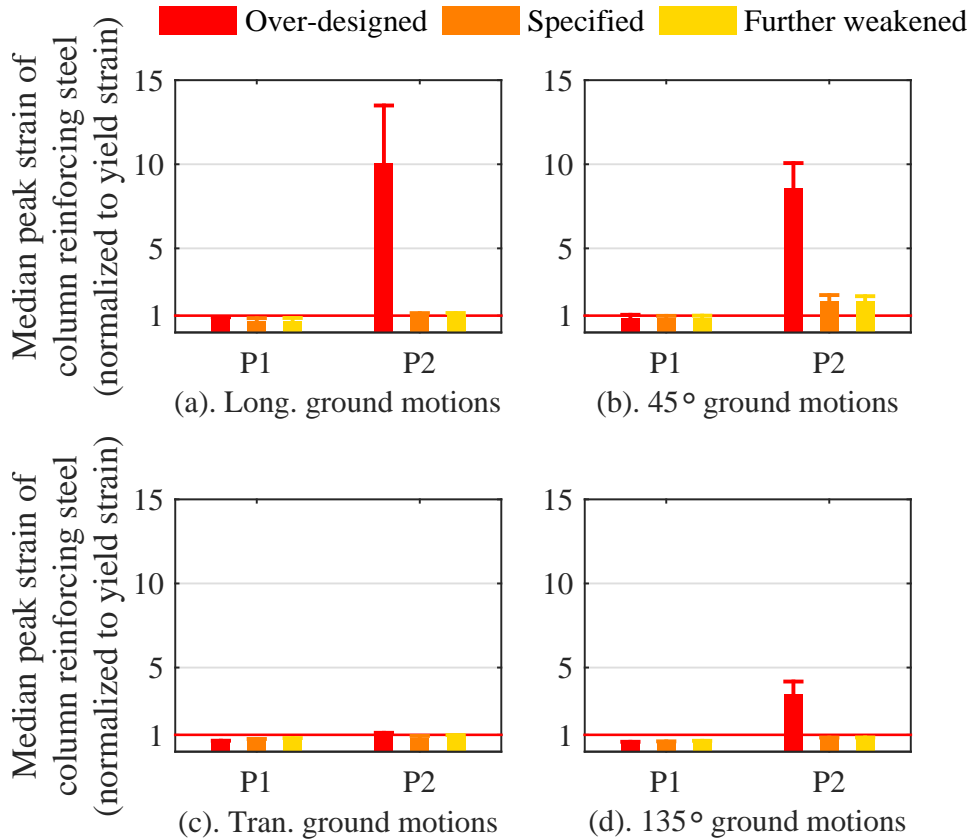 Over-designed Specified Further weakened
Median peak strain of
column reinforcing steel
(normalized to yield strain)
15
10
5
1
P1 P2
(a). Long. ground motions
15
10
5
1
P1 P2
(b). 45° ground motions
Median peak strain of
column reinforcing steel
(normalized to yield strain)
15
10
5
1
P1 P2
(c). Tran. ground motions
15
10
5
1
P1 P2
(d). 135° ground motions